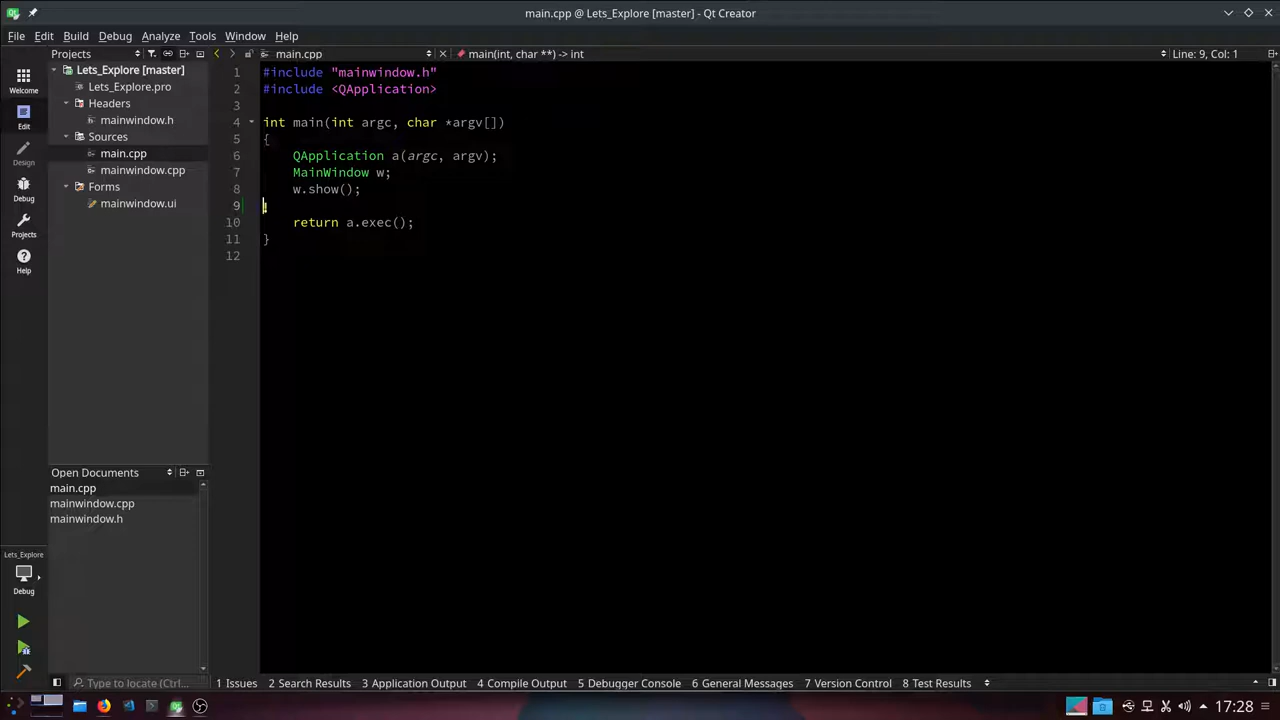 main.cpp @ Lets_Explore [master] - Qt Creator
File Edit Build Debug Analyze Tools Window Help
Projects
main.cpp
main(int, char **) -> int
Line: 9, Col: 1
Welcome
Edit
Design
Debug
Projects
Help
Lets_Explore [master]
Lets_Explore.pro
Headers
mainwindow.h
Sources
main.cpp
mainwindow.cpp
Forms
mainwindow.ui
1 #include "mainwindow.h"
2 #include <QApplication>
3
4 int main(int argc, char *argv[])
5 {
6     QApplication a(argc, argv);
7     MainWindow w;
8     w.show();
9
10     return a.exec();
11 }
12
Open Documents
main.cpp
mainwindow.cpp
mainwindow.h
Lets_Explore
Debug
Type to locate (Ctrl...
1 Issues 2 Search Results 3 Application Output 4 Compile Output 5 Debugger Console 6 General Messages 7 Version Control 8 Test Results
17:28